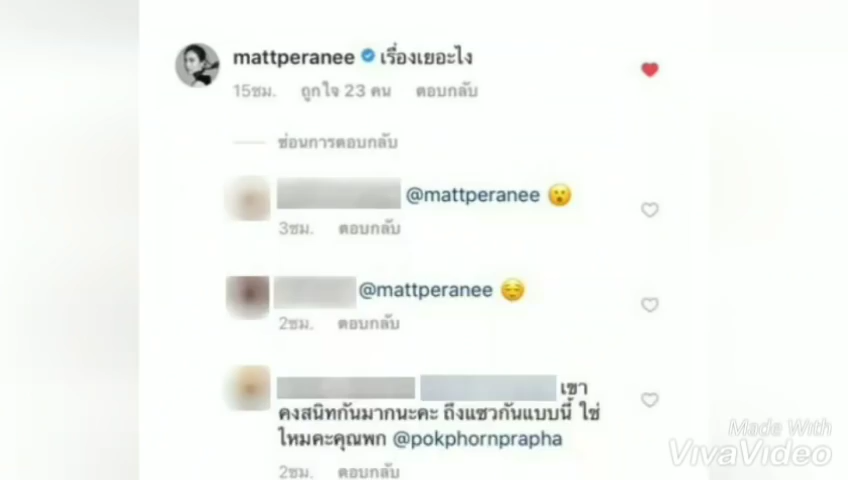 mattperanee เรื่องเยอะไง
15ชม. ถูกใจ 23 คน ตอบกลับ
ซ่อนการตอบกลับ
@mattperanee 😮
3ชม. ตอบกลับ
@mattperanee 😌
2ชม. ตอบกลับ
เขา
คงสนิทกันมากนะคะ ถึงแซวกันแบบนี้ ใช่
ไหมคะคุณพก @pokphornprapha
2ชม. ตอบกลับ
Made With
VivaVideo